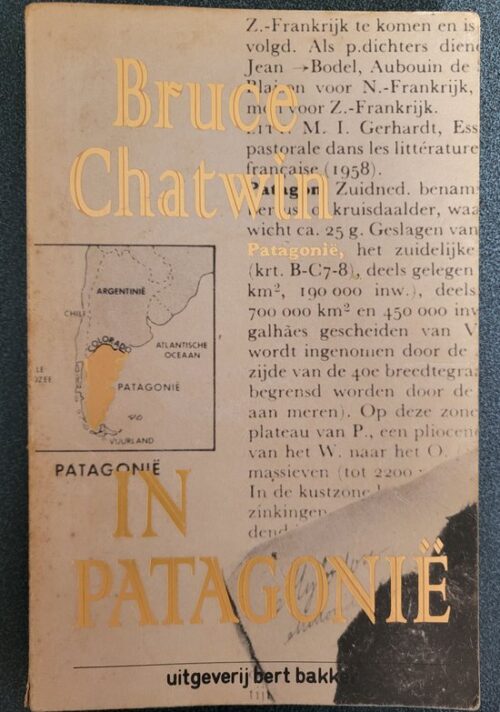 Bruce
Chatwin
Z.-Frankrijk te komen en is
volgd. Als p.dichters dien
Jean →Bodel, Aubouin de
voor N.-Frankrijk,
voor Z.-Frankrijk.
M. I. Gerhardt, Ess
pastorale dans les littérature
française (1958).
Patagon Zuidned. benam
kruisdaalder, waa
wicht ca. 25 g. Geslagen van
Patagonië, het zuidelijke
(krt. B-C7-8), deels gelegen
km², 190 000 inw.), deels
700 000 km² en 450 000 inw
galhães gescheiden van V
wordt ingenomen door de
zijde van de 40e breedtegra
begrensd worden door de
aan meren). Op deze zone
plateau van P., een pliocen
van het W. naar het O.
massieven (tot 2200
In de kustzone
zinkingen
dend
ARGENTINIË
CHILI
COLORADO
ATLANTISCHE
OCEAAN
PATAGONIË
VUURLAND
PATAGONIË
IN
PATAGONIË
uitgeverij bert bakke